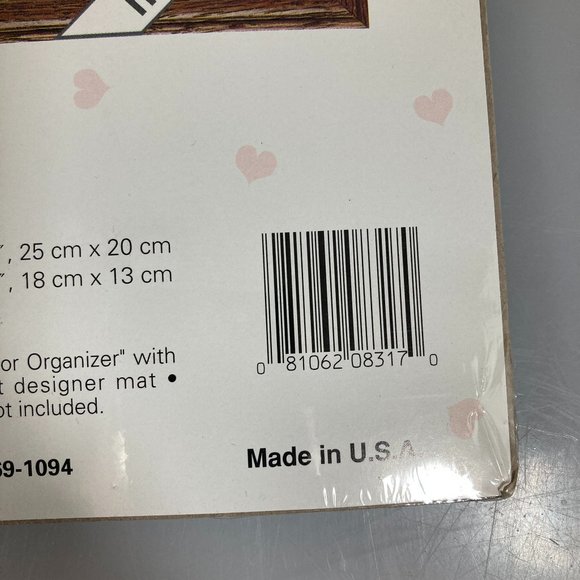 ″, 25 cm x 20 cm
″, 18 cm x 13 cm
or Organizer" with
t designer mat •
ot included.
69-1094
0 81062 08317 0
Made in U.S.A.